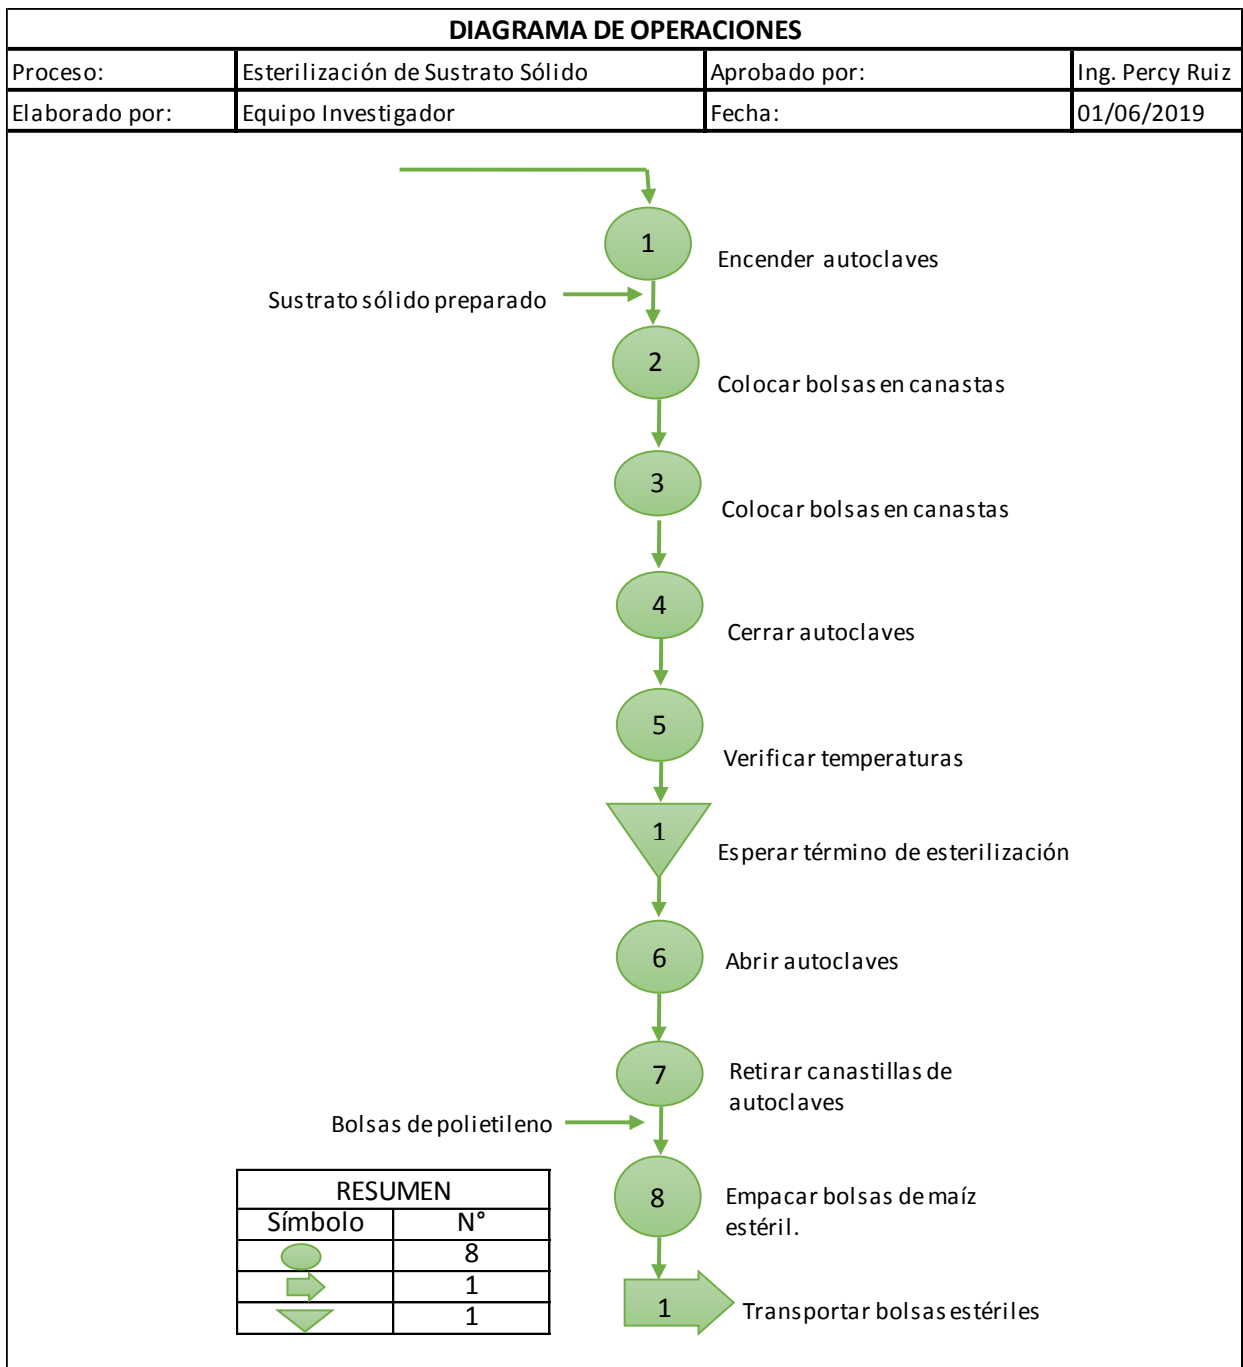 DIAGRAMA DE OPERACIONES
Proceso: Esterilización de Sustrato Sólido Aprobado por: Ing. Percy Ruiz
Elaborado por: Equipo Investigador Fecha: 01/06/2019
1
Encender autoclaves
Sustrato sólido preparado
2
Colocar bolsas en canastas
3
Colocar bolsas en canastas
4
Cerrar autoclaves
5
Verificar temperaturas
1
Esperar término de esterilización
6
Abrir autoclaves
7
Retirar canastillas de
autoclaves
Bolsas de polietileno
8
Empacar bolsas de maíz
estéril.
1
Transportar bolsas estériles
RESUMEN
Símbolo N°
8
1
1